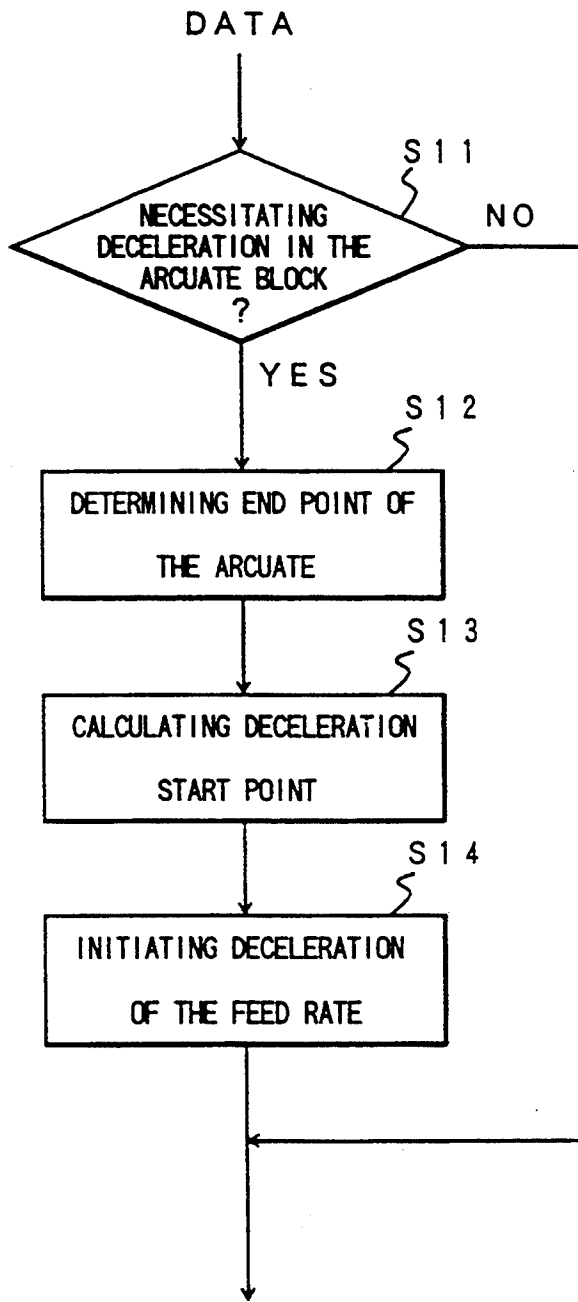 DATA
S11
NECESSITATING
DECELERATION IN THE
ARCUATE BLOCK
?
NO
YES
S12
DETERMINING END POINT OF
THE ARCUATE
S13
CALCULATING DECELERATION
START POINT
S14
INITIATING DECELERATION
OF THE FEED RATE